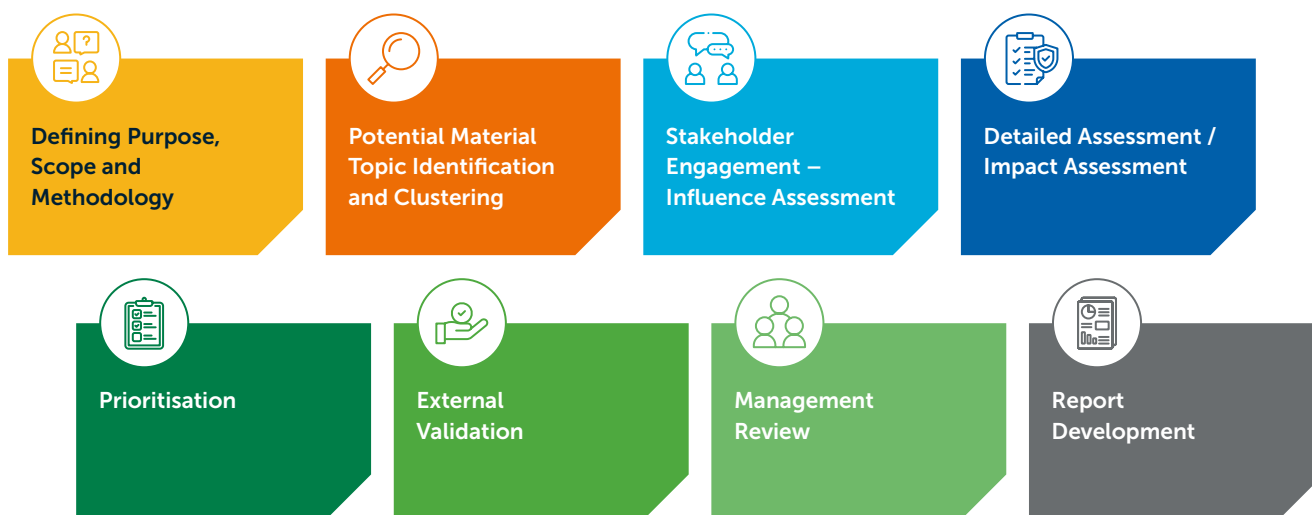 Defining Purpose,
Scope and
Methodology
Potential Material
Topic Identification
and Clustering
Stakeholder
Engagement –
Influence Assessment
Detailed Assessment /
Impact Assessment
Prioritisation
External
Validation
Management
Review
Report
Development